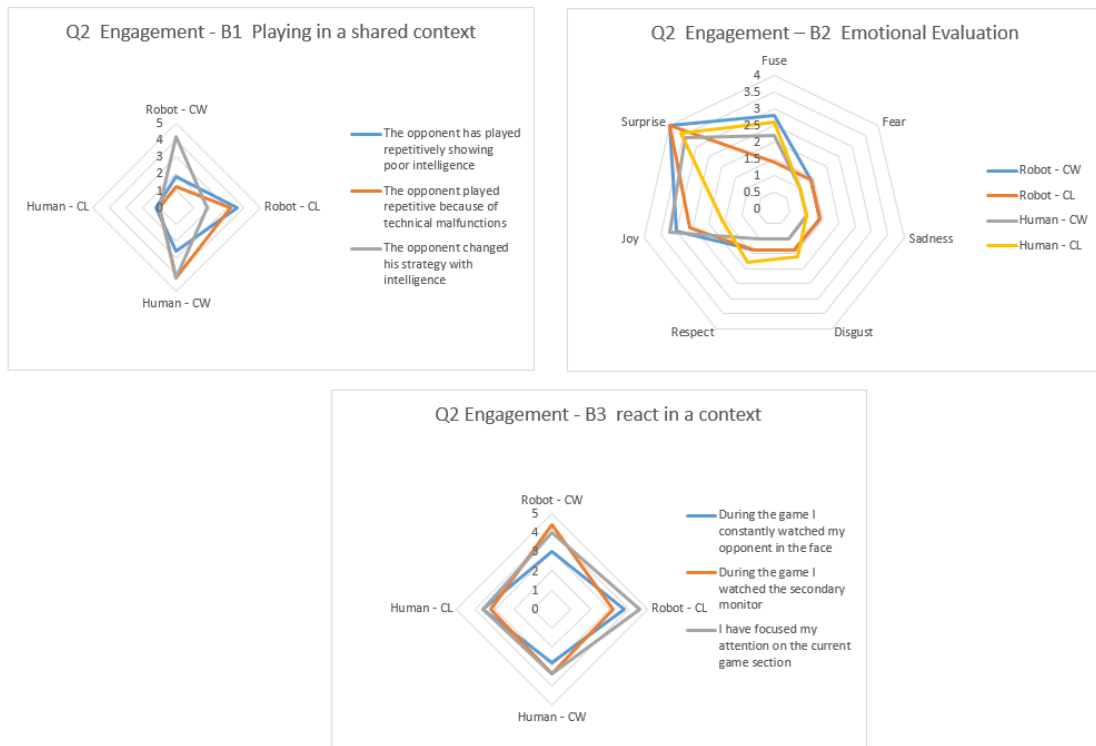 Q2 Engagement - B1 Playing in a shared context
Robot - CW
5
4
3
2
1
0
Human - CL
Robot - CL
Human - CW
The opponent has played
repetitively showing
poor intelligence
The opponent played
repetitive because of
technical malfunctions
The opponent changed
his strategy with
intelligence
Q2 Engagement – B2 Emotional Evaluation
Fuse
4
3.5
3
2.5
2
1.5
1
0.5
0
Surprise
Fear
Joy
Sadness
Respect
Disgust
Robot - CW
Robot - CL
Human - CW
Human - CL
Q2 Engagement - B3 react in a context
Robot - CW
5
4
3
2
1
0
Human - CL
Robot - CL
Human - CW
During the game I
constantly watched my
opponent in the face
During the game I
watched the secondary
monitor
I have focused my
attention on the current
game section